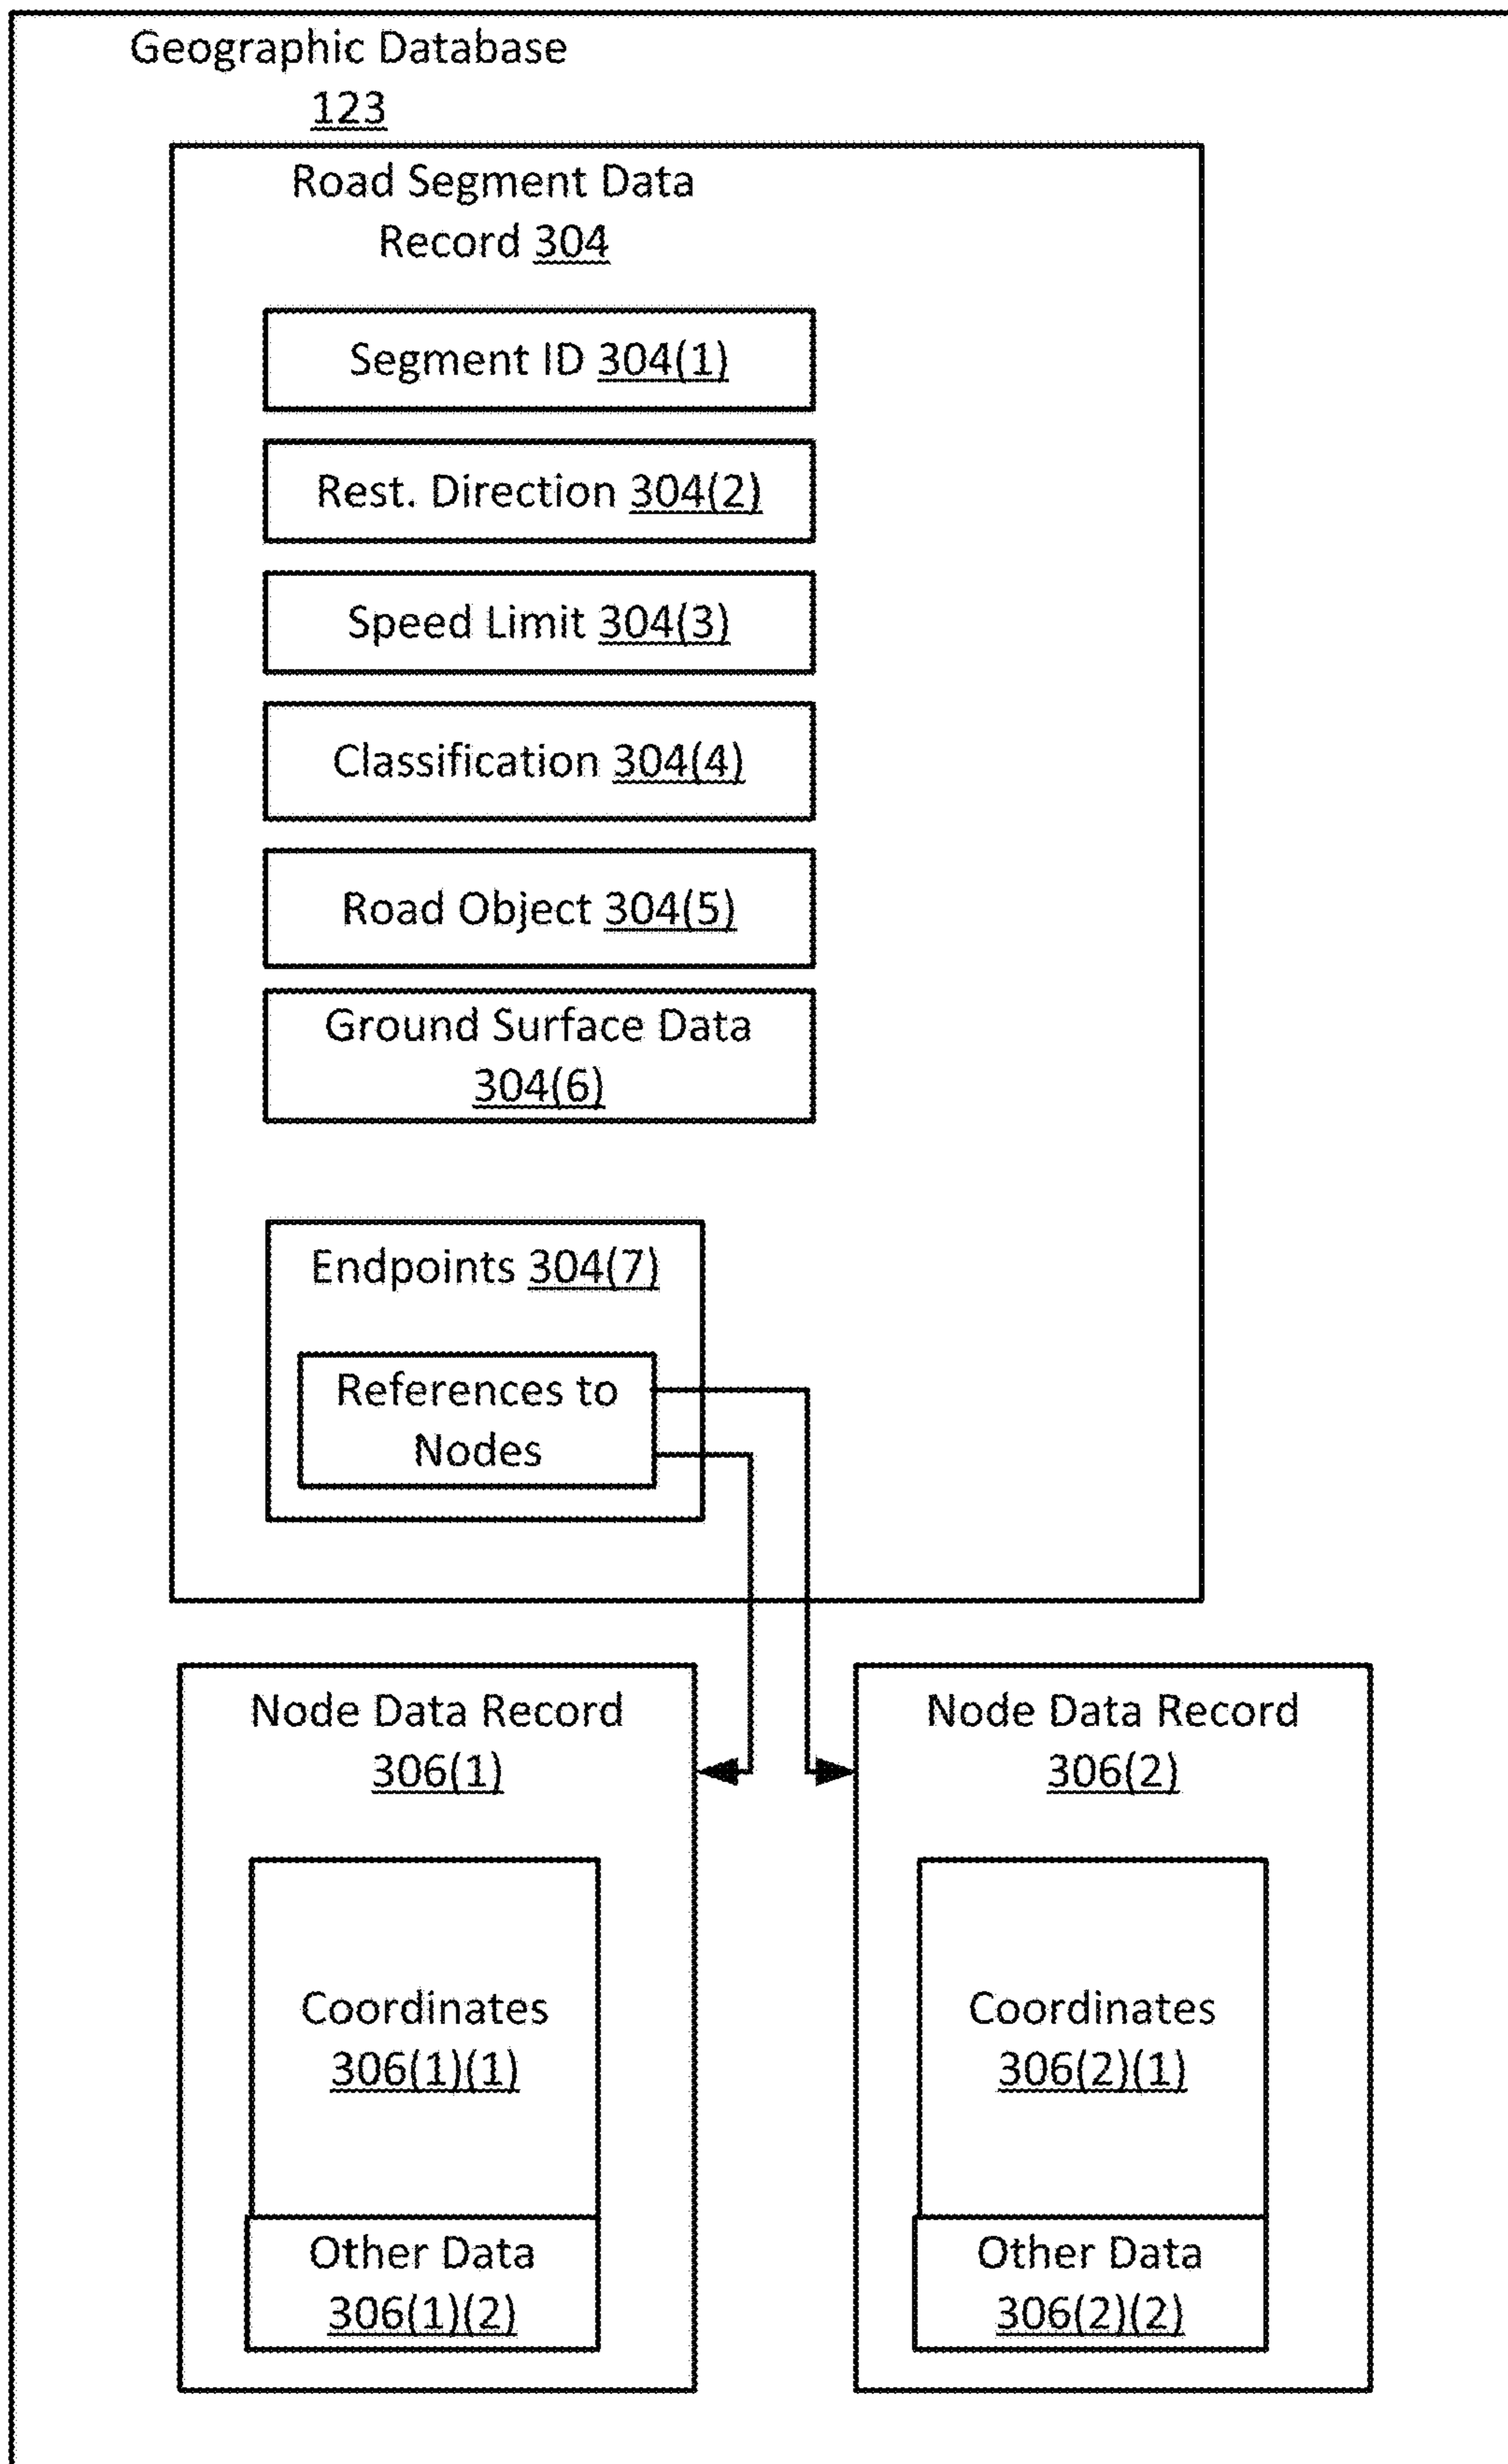 Geographic Database
123
Road Segment Data
Record 304
Segment ID 304(1)
Rest. Direction 304(2)
Speed Limit 304(3)
Classification 304(4)
Road Object 304(5)
Ground Surface Data
304(6)
Endpoints 304(7)
References to
Nodes
Node Data Record
306(1)
Coordinates
306(1)(1)
Other Data
306(1)(2)
Node Data Record
306(2)
Coordinates
306(2)(1)
Other Data
306(2)(2)